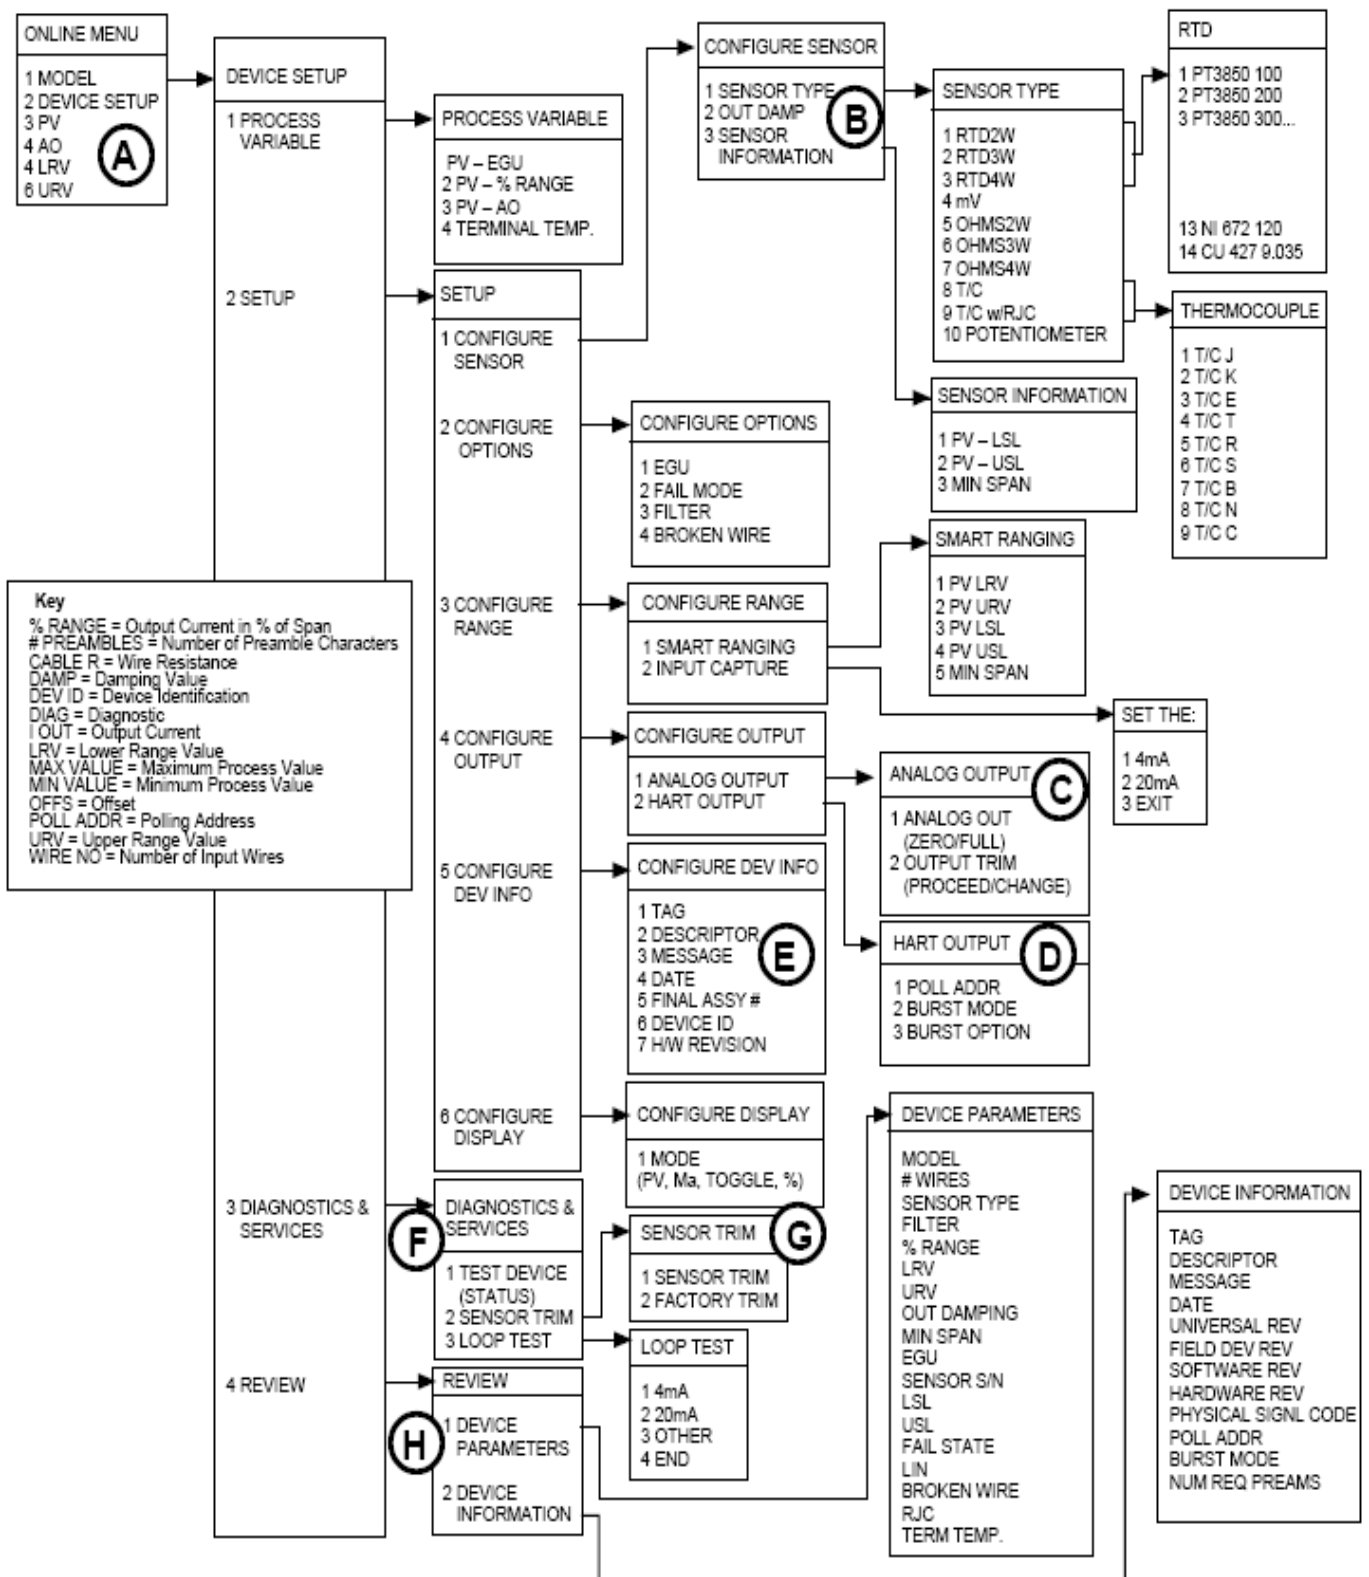 ONLINE MENU
1 MODEL
2 DEVICE SETUP
3 PV
4 AO
4 LRV
6 URV
A
DEVICE SETUP
1 PROCESS
VARIABLE
2 SETUP
3 DIAGNOSTICS &
SERVICES
4 REVIEW
PROCESS VARIABLE
PV – EGU
2 PV – % RANGE
3 PV – AO
4 TERMINAL TEMP.
SETUP
1 CONFIGURE
SENSOR
2 CONFIGURE
OPTIONS
3 CONFIGURE
RANGE
4 CONFIGURE
OUTPUT
5 CONFIGURE
DEV INFO
6 CONFIGURE
DISPLAY
CONFIGURE SENSOR
1 SENSOR TYPE
2 OUT DAMP
3 SENSOR
INFORMATION
B
SENSOR TYPE
1 RTD2W
2 RTD3W
3 RTD4W
4 mV
5 OHMS2W
6 OHMS3W
7 OHMS4W
8 T/C
9 T/C w/RJC
10 POTENTIOMETER
RTD
1 PT3850 100
2 PT3850 200
3 PT3850 300...
13 NI 672 120
14 CU 427 9.035
THERMOCOUPLE
1 T/C J
2 T/C K
3 T/C E
4 T/C T
5 T/C R
6 T/C S
7 T/C B
8 T/C N
9 T/C C
SENSOR INFORMATION
1 PV – LSL
2 PV – USL
3 MIN SPAN
CONFIGURE OPTIONS
1 EGU
2 FAIL MODE
3 FILTER
4 BROKEN WIRE
CONFIGURE RANGE
1 SMART RANGING
2 INPUT CAPTURE
SMART RANGING
1 PV LRV
2 PV URV
3 PV LSL
4 PV USL
5 MIN SPAN
SET THE:
1 4mA
2 20mA
3 EXIT
Key
% RANGE = Output Current in % of Span
# PREAMBLES = Number of Preamble Characters
CABLE R = Wire Resistance
DAMP = Damping Value
DEV ID = Device Identification
DIAG = Diagnostic
I OUT = Output Current
LRV = Lower Range Value
MAX VALUE = Maximum Process Value
MIN VALUE = Minimum Process Value
OFFS = Offset
POLL ADDR = Polling Address
URV = Upper Range Value
WIRE NO = Number of Input Wires
CONFIGURE OUTPUT
1 ANALOG OUTPUT
2 HART OUTPUT
ANALOG OUTPUT
C
1 ANALOG OUT
(ZERO/FULL)
2 OUTPUT TRIM
(PROCEED/CHANGE)
HART OUTPUT
D
1 POLL ADDR
2 BURST MODE
3 BURST OPTION
CONFIGURE DEV INFO
1 TAG
2 DESCRIPTOR
3 MESSAGE
4 DATE
5 FINAL ASSY #
6 DEVICE ID
7 H/W REVISION
E
CONFIGURE DISPLAY
1 MODE
(PV, Ma, TOGGLE, %)
F
DIAGNOSTICS &
SERVICES
1 TEST DEVICE
(STATUS)
2 SENSOR TRIM
3 LOOP TEST
SENSOR TRIM
G
1 SENSOR TRIM
2 FACTORY TRIM
LOOP TEST
1 4mA
2 20mA
3 OTHER
4 END
REVIEW
H
1 DEVICE
PARAMETERS
2 DEVICE
INFORMATION
DEVICE PARAMETERS
MODEL
# WIRES
SENSOR TYPE
FILTER
% RANGE
LRV
URV
OUT DAMPING
MIN SPAN
EGU
SENSOR S/N
LSL
USL
FAIL STATE
LIN
BROKEN WIRE
RJC
TERM TEMP.
DEVICE INFORMATION
TAG
DESCRIPTOR
MESSAGE
DATE
UNIVERSAL REV
FIELD DEV REV
SOFTWARE REV
HARDWARE REV
PHYSICAL SIGNL CODE
POLL ADDR
BURST MODE
NUM REQ PREAMS